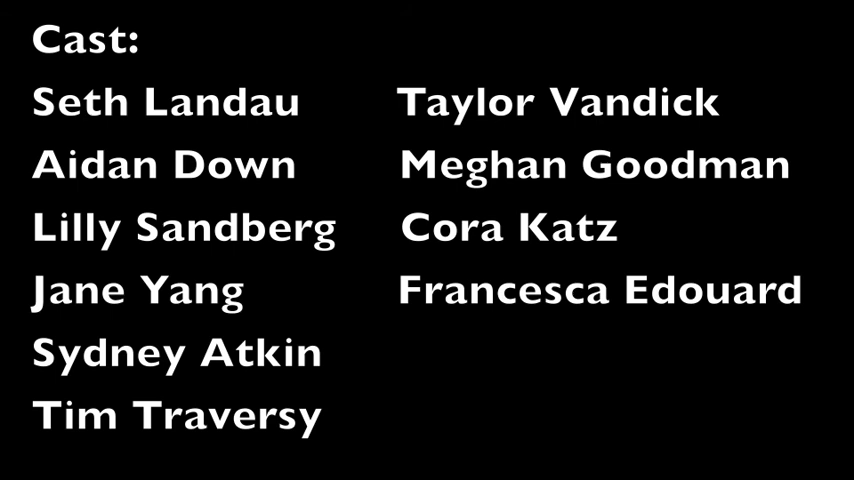 Cast:
Seth Landau
Aidan Down
Lilly Sandberg
Jane Yang
Sydney Atkin
Tim Traversy
Taylor Vandick
Meghan Goodman
Cora Katz
Francesca Edouard